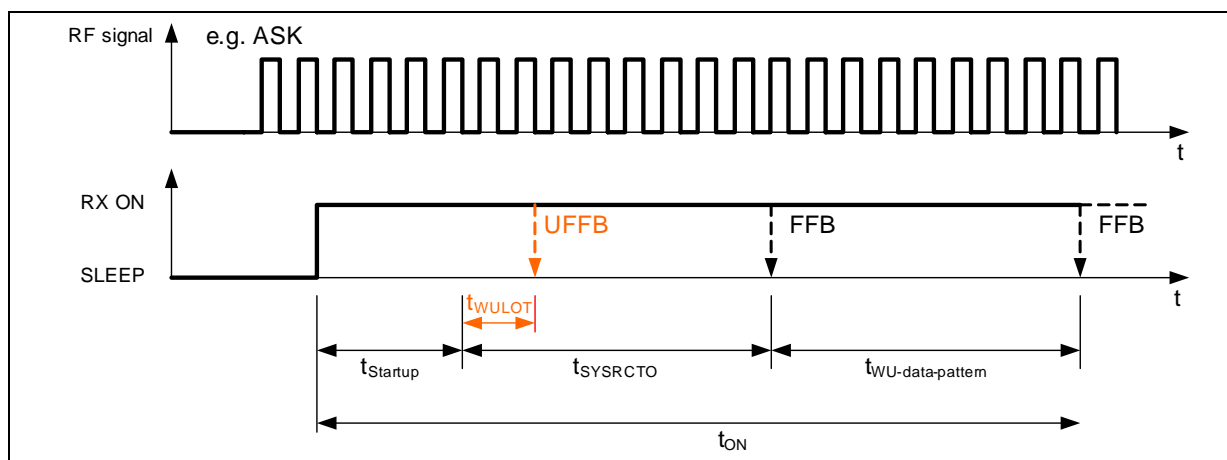 RF signal
e.g. ASK
t
RX ON
UFFB
FFB
FFB
SLEEP
t
tWULOT
tStartup
tSYSRCTO
tWU-data-pattern
tON